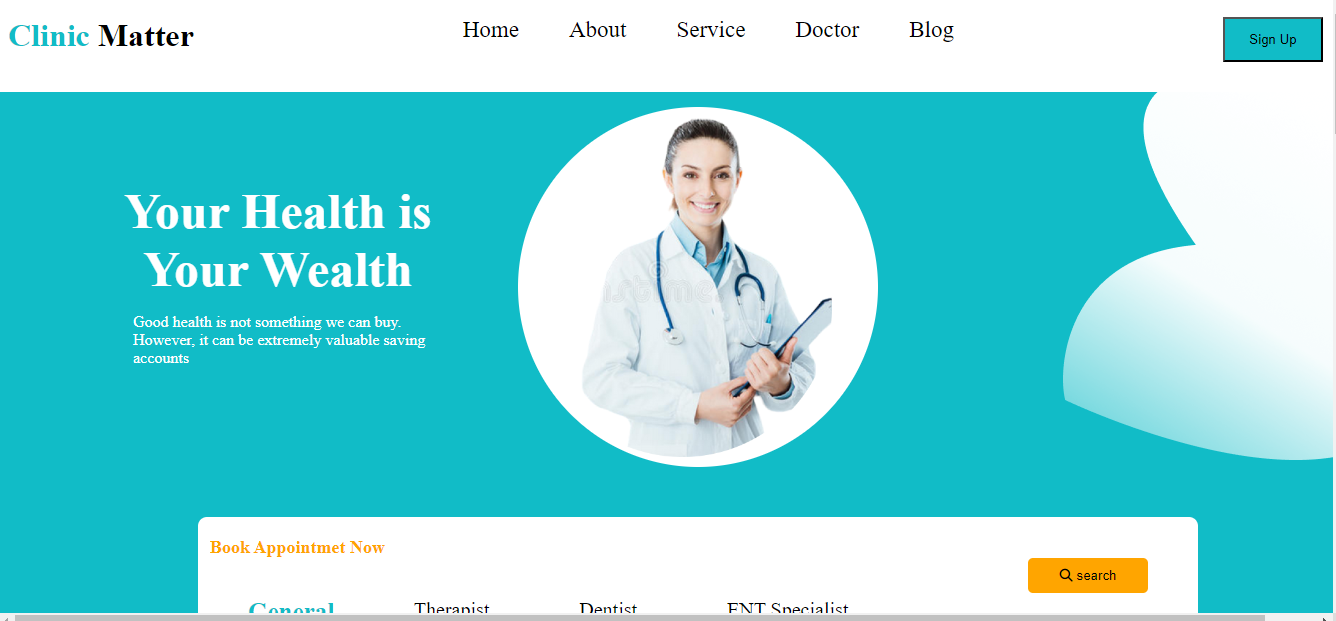 Clinic Matter
Home About Service Doctor Blog
Sign Up
Your Health is
Your Wealth
Good health is not something we can buy.
However, it can be extremely valuable saving
accounts
Book Appointmet Now
search
General Therapist Dentist ENT Specialist